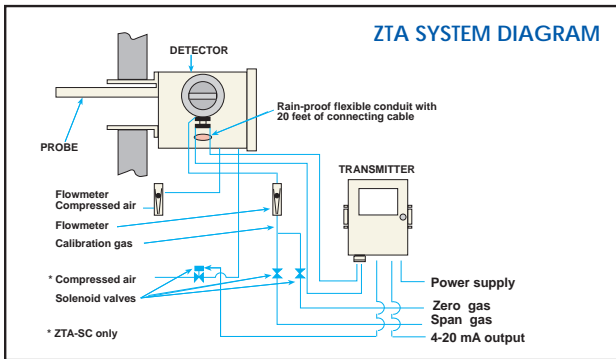 ZTA SYSTEM DIAGRAM
DETECTOR
Rain-proof flexible conduit with
20 feet of connecting cable
PROBE
TRANSMITTER
Flowmeter
Compressed air
Flowmeter
Calibration gas
* Compressed air
Solenoid valves
Power supply
Zero gas
Span gas
* ZTA-SC only
4-20 mA output